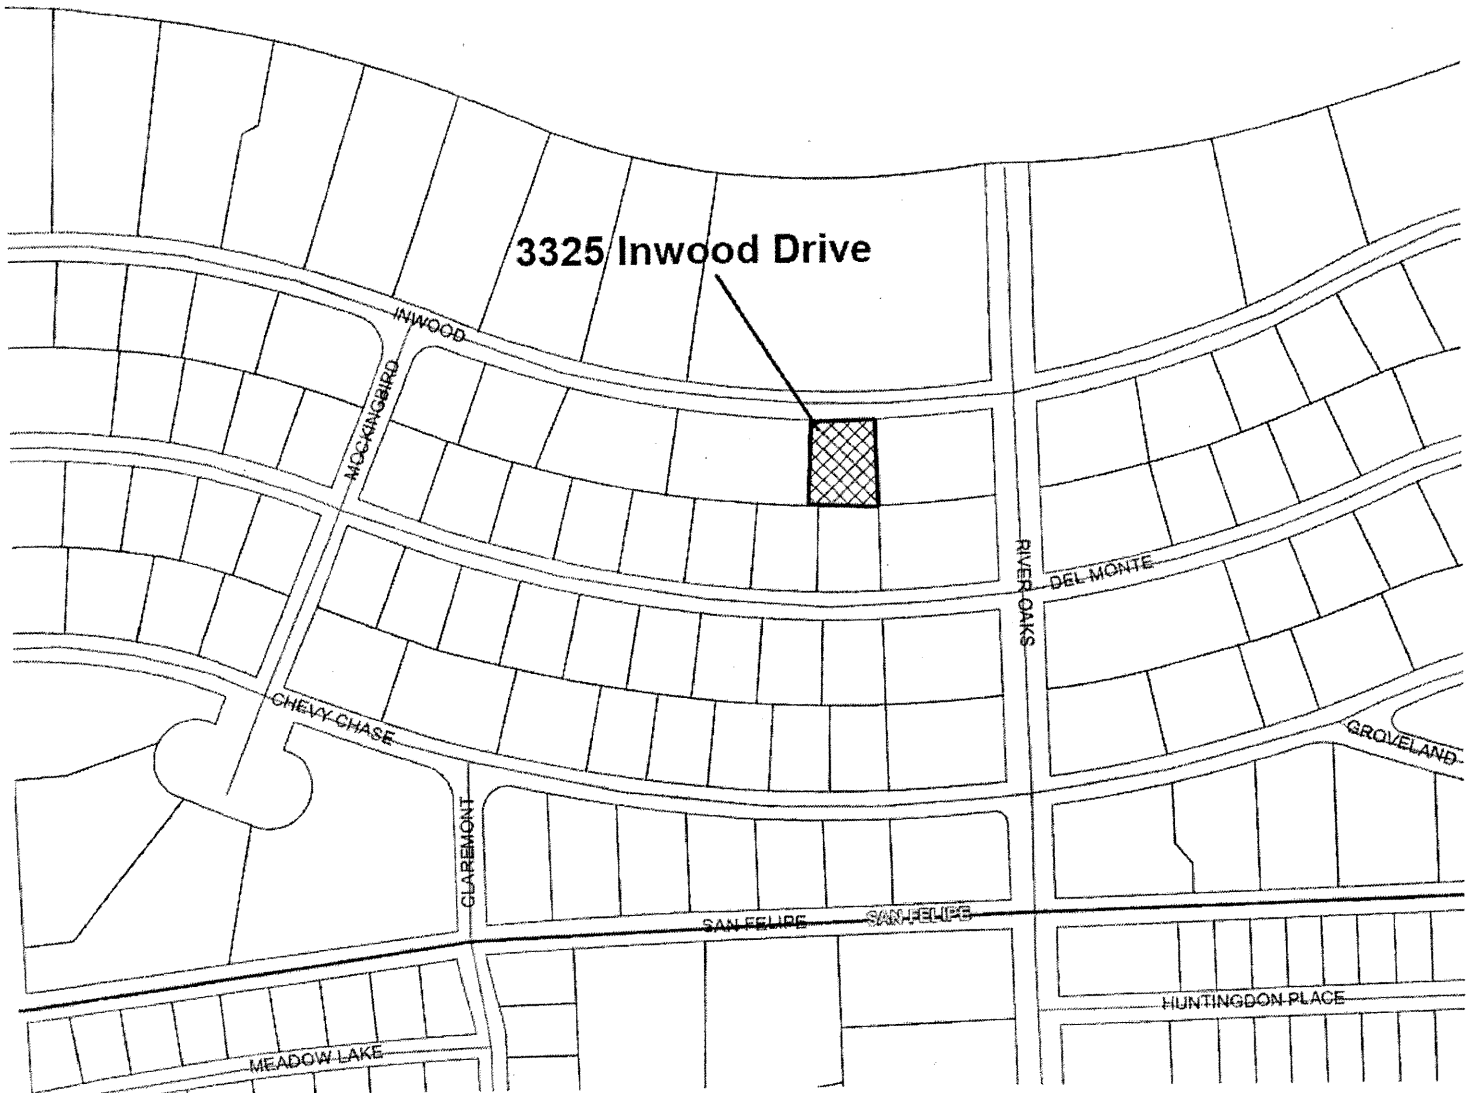 3325 Inwood Drive
INWOOD
MOCKINGBIRD
RIVER OAKS
DEL MONTE
CHEVY CHASE
GROVELAND
CLAREMONT
SAN FELIPE
SAN FELIPE
HUNTINGDON PLACE
MEADOW LAKE